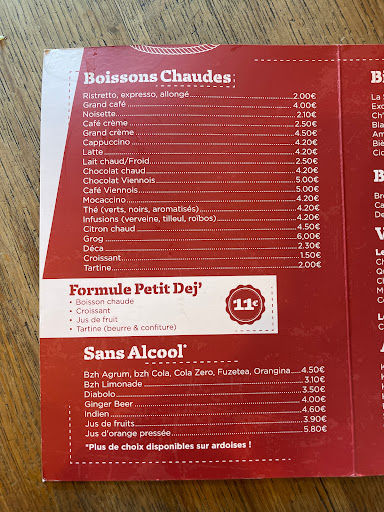 Boissons Chaudes
Ristretto, expresso, allongé 2.00€
Grand café 4.00€
Noisette 2.10€
Café crème 2.50€
Grand crème 4.50€
Cappuccino 4.20€
Latte 4.20€
Lait chaud/Froid 2.50€
Chocolat chaud 4.20€
Chocolat Viennois 5.00€
Café Viennois 5.00€
Mocaccino 4.20€
Thé (verts, noirs, aromatisés) 4.20€
Infusions (verveine, tilleul, roïbos) 4.20€
Citron chaud 4.50€
Grog 6,00€
Déca 2.30€
Croissant 1.50€
Tartine 2.00€
Formule Petit Dej'
• Boisson chaude
• Croissant
• Jus de fruit
• Tartine (beurre & confiture)
11€
Sans Alcool*
Bzh Agrum, bzh Cola, Cola Zero, Fuzetea, Orangina 4.50€
Bzh Limonade 3.10€
Diabolo 3.50€
Ginger Beer 4.00€
Indien 4.60€
Jus de fruits 3.90€
Jus d'orange pressée 5.80€
*Plus de choix disponibles sur ardoises !